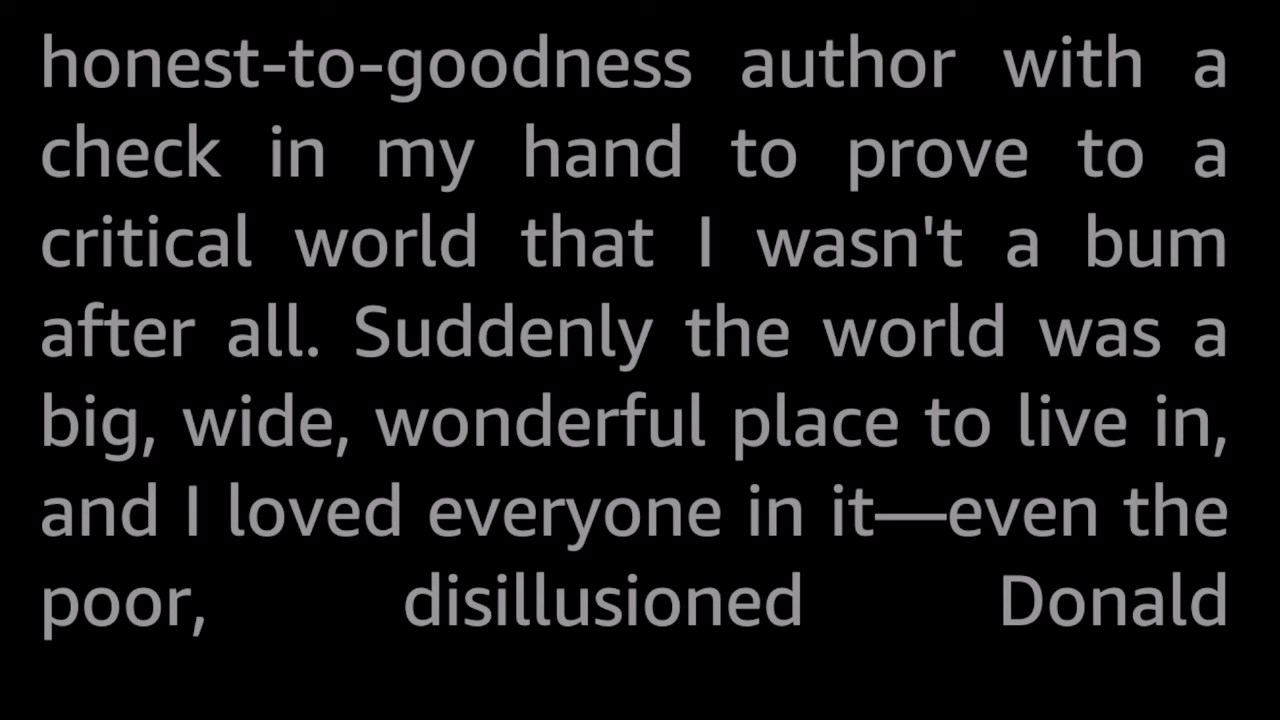 honest-to-goodness author with a
check in my hand to prove to a
critical world that I wasn't a bum
after all. Suddenly the world was a
big, wide, wonderful place to live in,
and I loved everyone in it—even the
poor, disillusioned Donald